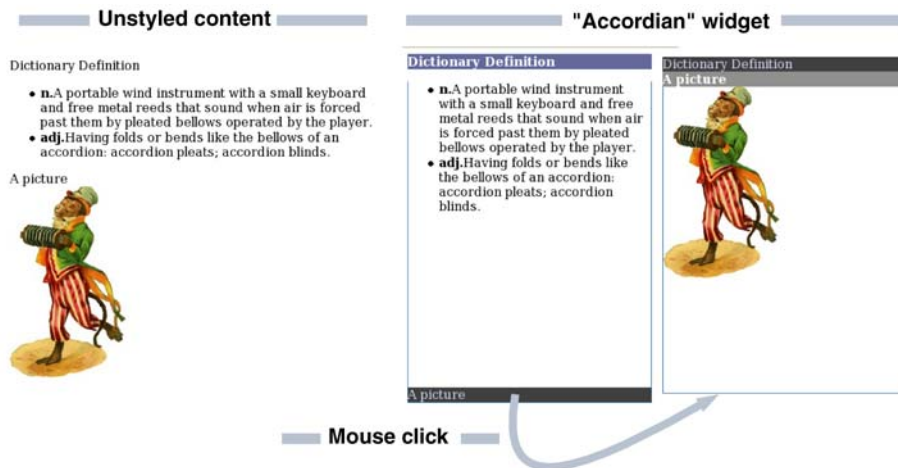 Unstyled content
Dictionary Definition
• n.A portable wind instrument with a small keyboard
and free metal reeds that sound when air is forced
past them by pleated bellows operated by the player.
• adj.Having folds or bends like the bellows of an
accordion: accordion pleats; accordion blinds.
A picture
"Accordian" widget
Dictionary Definition
• n.A portable wind instrument
with a small keyboard and free
metal reeds that sound when air
is forced past them by pleated
bellows operated by the player.
• adj.Having folds or bends like
the bellows of an accordion:
accordion pleats; accordion
blinds.
A picture
Dictionary Definition
A picture
Mouse click